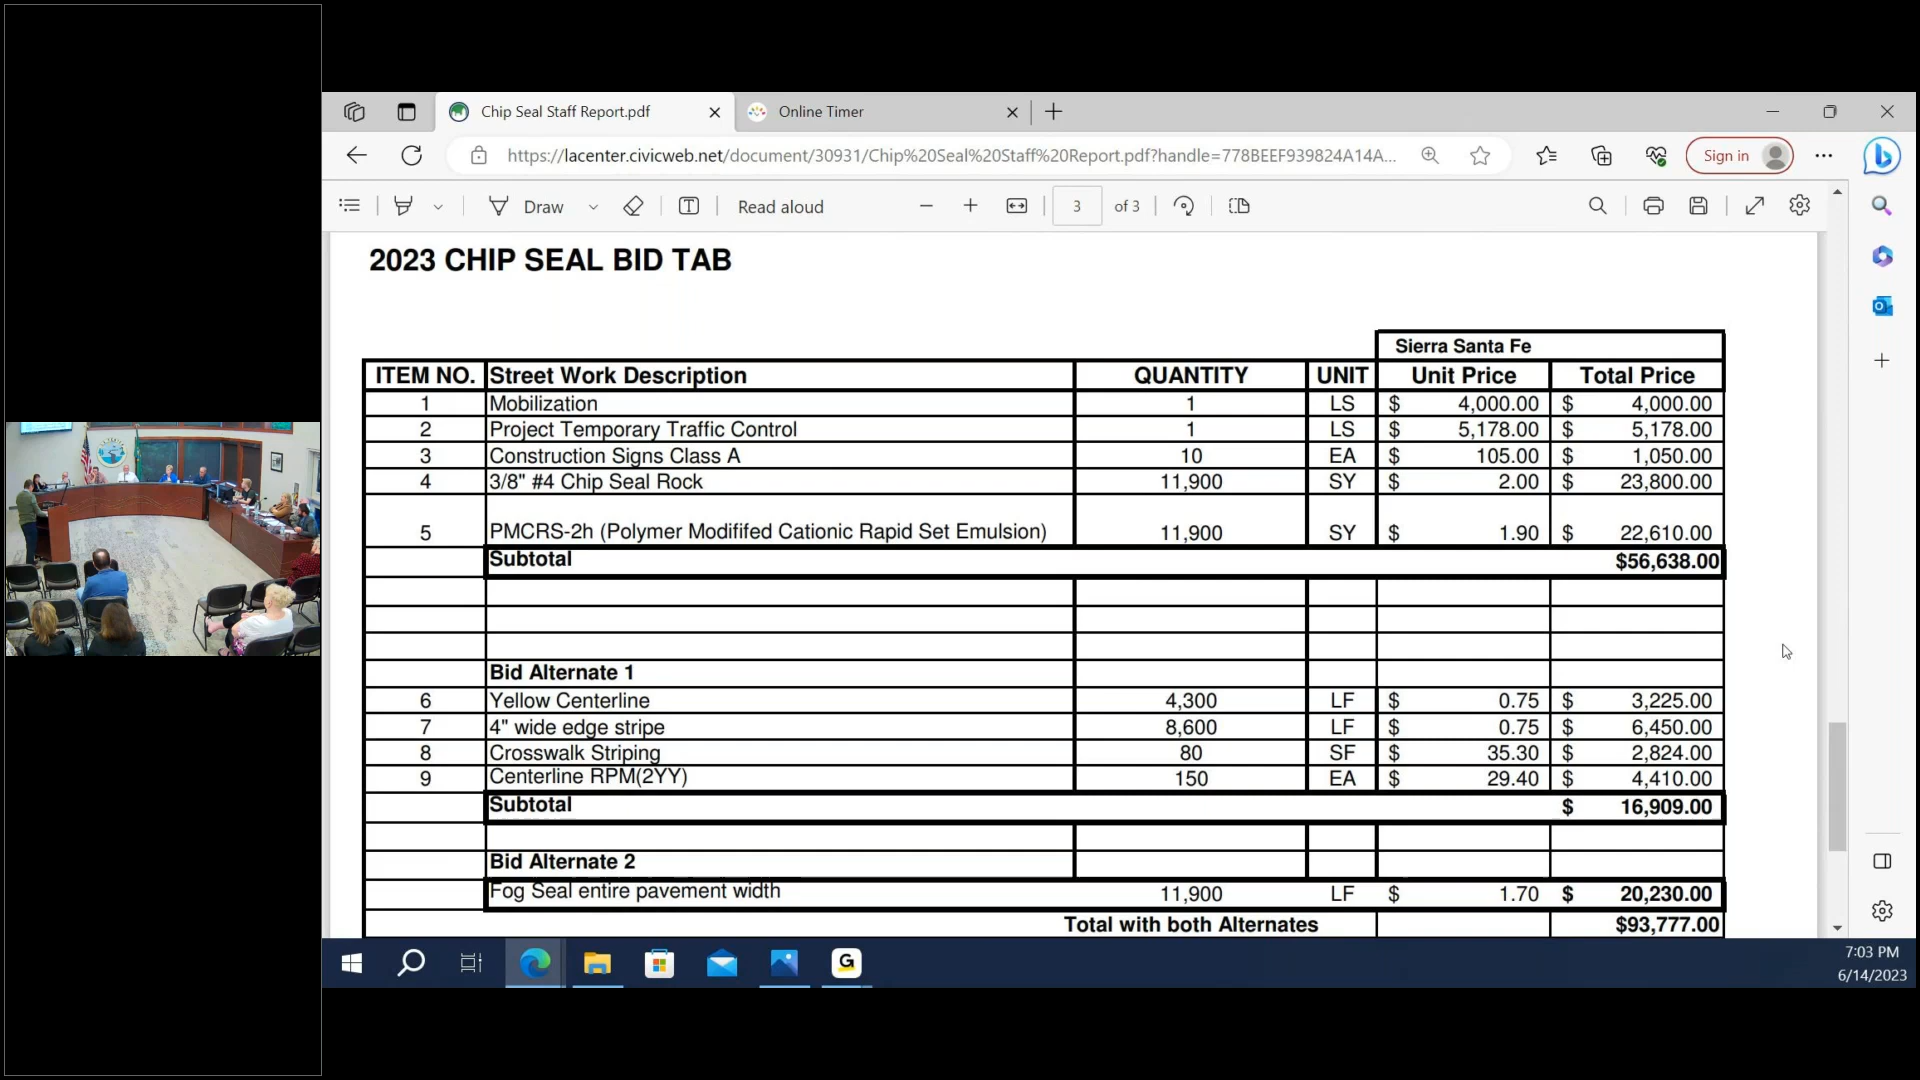 Chip Seal Staff Report.pdf
Online Timer
https://lacenter.civicweb.net/document/30931/Chip%20Seal%20Staff%20Report.pdf?handle=778BEEF939824A14A...
Sign in
Draw
Read aloud
3 of 3
2023 CHIP SEAL BID TAB
Sierra Santa Fe
ITEM NO. Street Work Description QUANTITY UNIT Unit Price Total Price
1 Mobilization 1 LS $ 4,000.00 $ 4,000.00
2 Project Temporary Traffic Control 1 LS $ 5,178.00 $ 5,178.00
3 Construction Signs Class A 10 EA $ 105.00 $ 1,050.00
4 3/8" #4 Chip Seal Rock 11,900 SY $ 2.00 $ 23,800.00
5 PMCRS-2h (Polymer Modififed Cationic Rapid Set Emulsion) 11,900 SY $ 1.90 $ 22,610.00
Subtotal $56,638.00
Bid Alternate 1
6 Yellow Centerline 4,300 LF $ 0.75 $ 3,225.00
7 4" wide edge stripe 8,600 LF $ 0.75 $ 6,450.00
8 Crosswalk Striping 80 SF $ 35.30 $ 2,824.00
9 Centerline RPM(2YY) 150 EA $ 29.40 $ 4,410.00
Subtotal $ 16,909.00
Bid Alternate 2
Fog Seal entire pavement width 11,900 LF $ 1.70 $ 20,230.00
Total with both Alternates $93,777.00
7:03 PM
6/14/2023